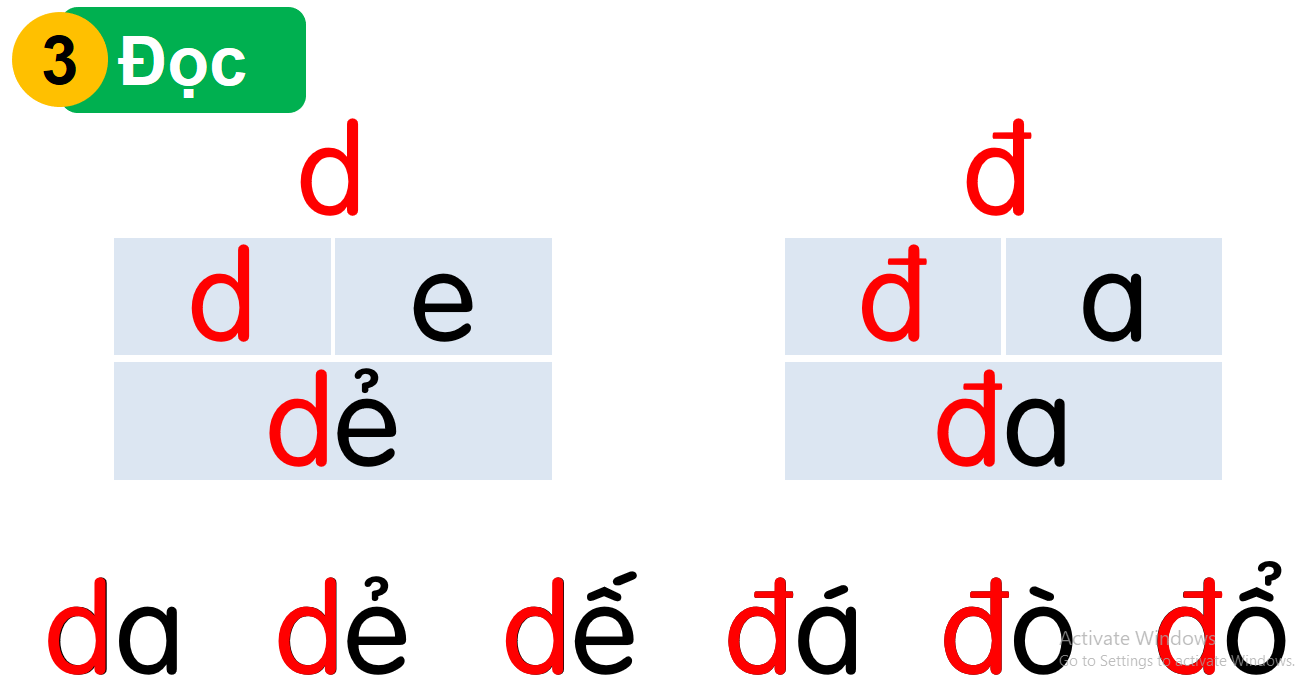 3 Đọc
d đ
d e đ a
dẻ đa
da dẻ dế đá đò đổ
Activate Windows
Go to Settings to activate Windows.